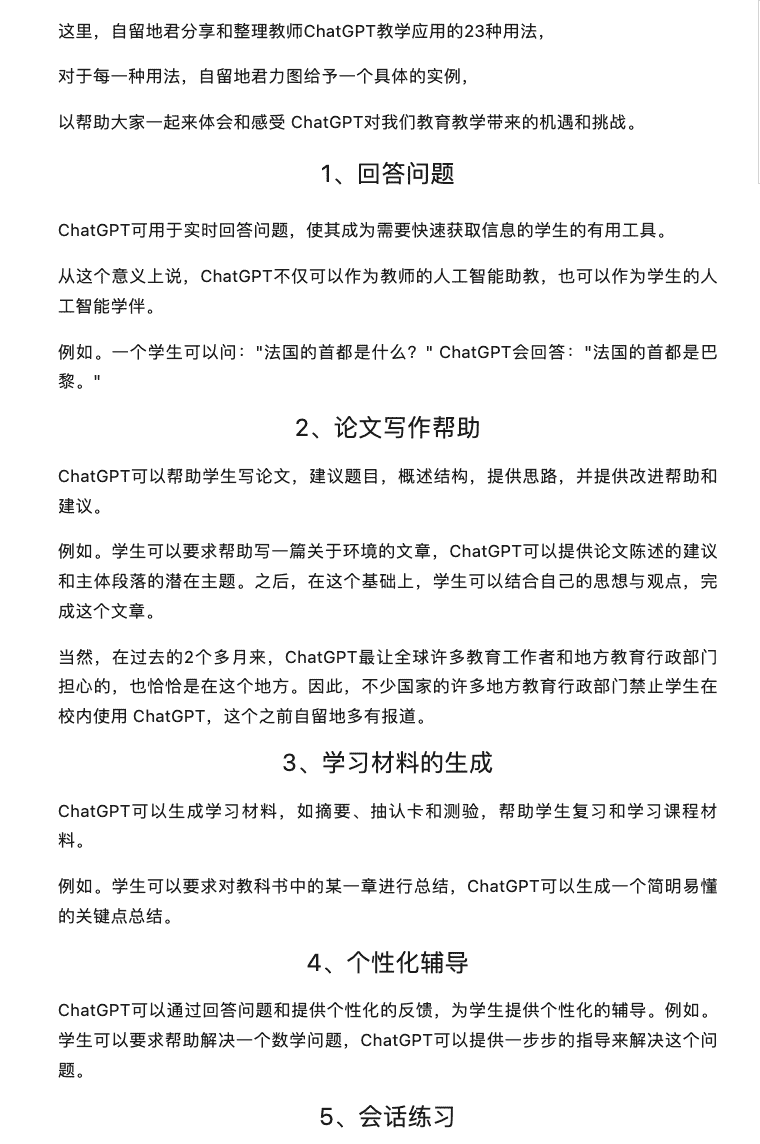 这里，自留地君分享和整理教师ChatGPT教学应用的23种用法，
对于每一种用法，自留地君力图给予一个具体的实例，
以帮助大家一起来体会和感受 ChatGPT对我们教育教学带来的机遇和挑战。
1、回答问题
ChatGPT可用于实时回答问题，使其成为需要快速获取信息的学生的有用工具。
从这个意义上说，ChatGPT不仅可以作为教师的人工智能助教，也可以作为学生的人
工智能学伴。
例如。一个学生可以问："法国的首都是什么？" ChatGPT会回答："法国的首都是巴
黎。"
2、论文写作帮助
ChatGPT可以帮助学生写论文，建议题目，概述结构，提供思路，并提供改进帮助和
建议。
例如。学生可以要求帮助写一篇关于环境的文章，ChatGPT可以提供论文陈述的建议
和主体段落的潜在主题。之后，在这个基础上，学生可以结合自己的思想与观点，完
成这个文章。
当然，在过去的2个多月来，ChatGPT最让全球许多教育工作者和地方教育行政部门
担心的，也恰恰是在这个地方。因此，不少国家的许多地方教育行政部门禁止学生在
校内使用 ChatGPT，这个之前自留地多有报道。
3、学习材料的生成
ChatGPT可以生成学习材料，如摘要、抽认卡和测验，帮助学生复习和学习课程材
料。
例如。学生可以要求对教科书中的某一章进行总结，ChatGPT可以生成一个简明易懂
的关键点总结。
4、个性化辅导
ChatGPT可以通过回答问题和提供个性化的反馈，为学生提供个性化的辅导。例如。
学生可以要求帮助解决一个数学问题，ChatGPT可以提供一步步的指导来解决这个问
题。
5、会话练习